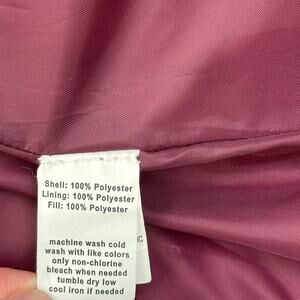 Shell: 100% Polyester
Lining: 100% Polyester
Fill: 100% Polyester
machine wash cold
wash with like colors
only non-chlorine
bleach when needed
tumble dry low
cool iron if needed